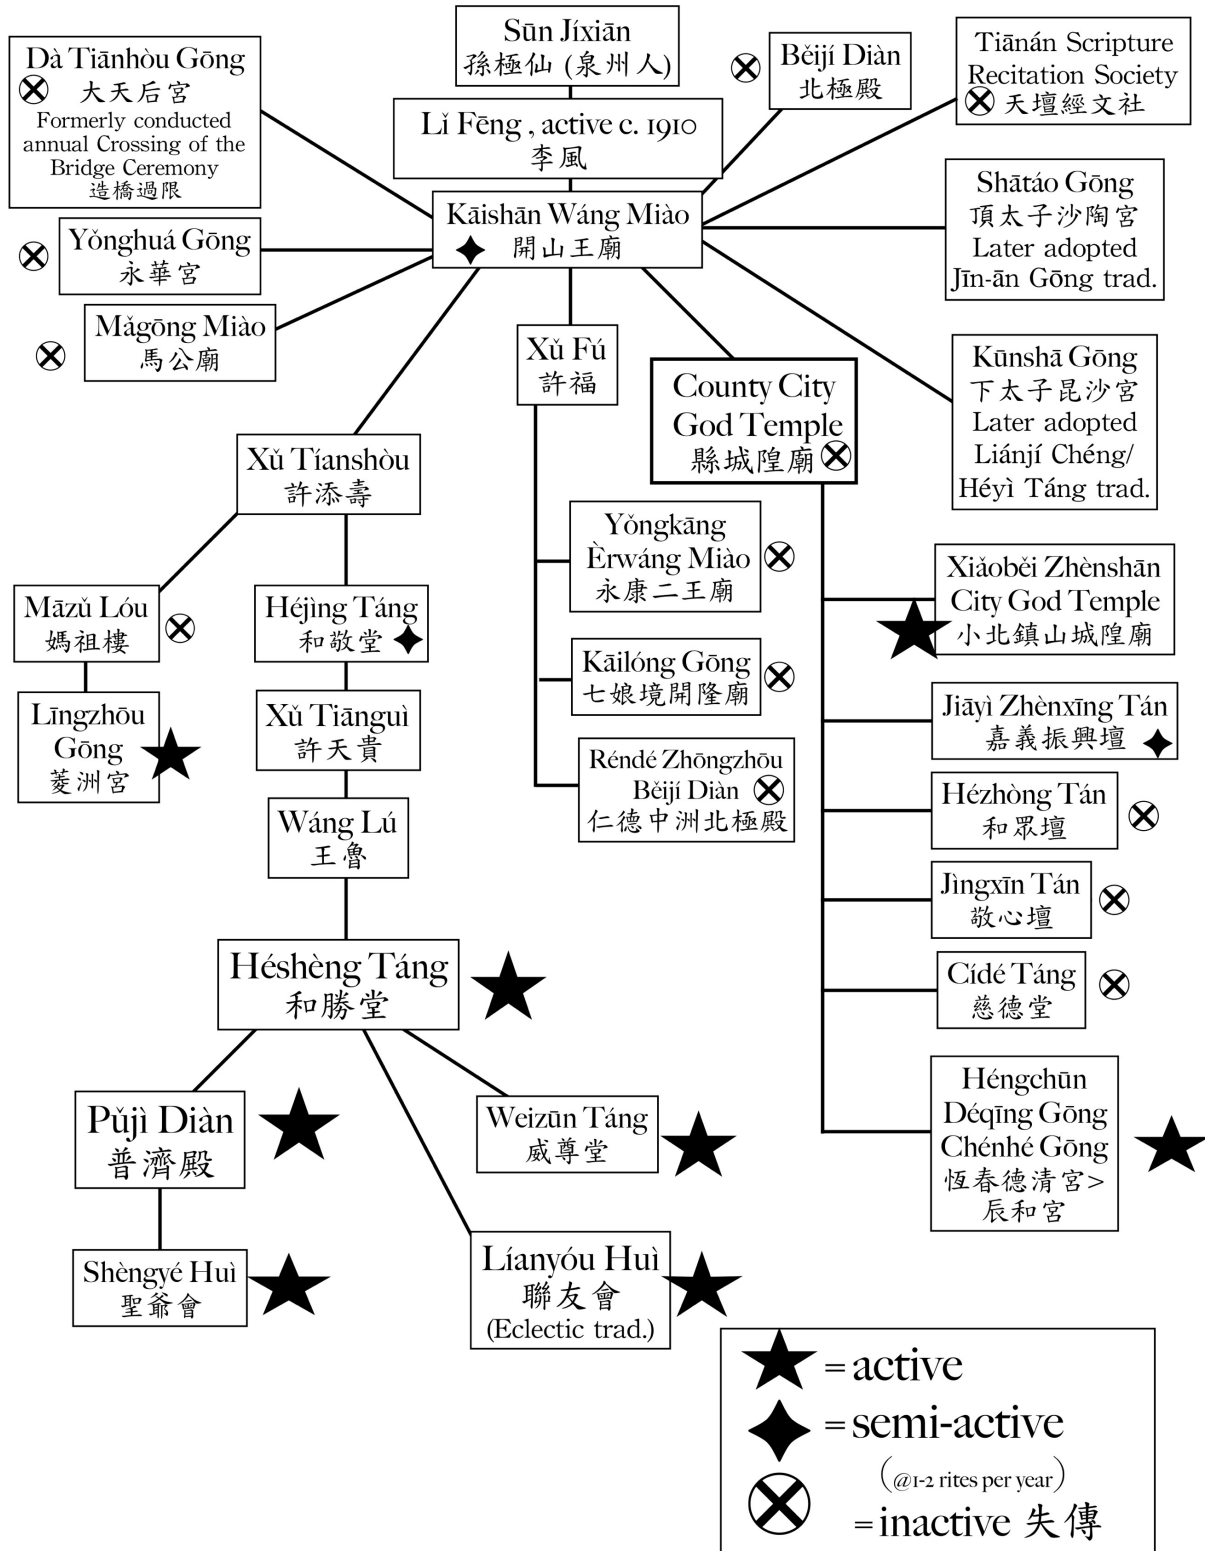 Sūn Jíxiān
孫極仙 (泉州人)
Lǐ Fēng , active c. 1910
李風
Dà Tiānhòu Gōng
大天后宮
Formerly conducted
annual Crossing of the
Bridge Ceremony
造橋過限
Běijí Diàn
北極殿
Tiānán Scripture
Recitation Society
天壇經文社
Kāishān Wáng Miào
開山王廟
Shātáo Gōng
頂太子沙陶宮
Later adopted
Jīn-ān Gōng trad.
Yǒnghuá Gōng
永華宮
Mǎgōng Miào
馬公廟
Xǔ Fú
許福
County City
God Temple
縣城隍廟
Kūnshā Gōng
下太子昆沙宮
Later adopted
Liánjí Chéng/
Héyì Táng trad.
Xǔ Tíanshòu
許添壽
Yǒngkāng
Èrwáng Miào
永康二王廟
Xiǎoběi Zhènshān
City God Temple
小北鎮山城隍廟
Māzǔ Lóu
媽祖樓
Héjìng Táng
和敬堂
Kāilóng Gōng
七娘境開隆廟
Jiāyì Zhènxīng Tán
嘉義振興壇
Līngzhōu
Gōng
菱洲宮
Xǔ Tiānguì
許天貴
Réndé Zhōngzhōu
Běijí Diàn
仁德中洲北極殿
Hézhòng Tán
和眾壇
Wáng Lú
王魯
Jìngxīn Tán
敬心壇
Héshèng Táng
和勝堂
Cídé Táng
慈德堂
Pǔjì Diàn
普濟殿
Weizūn Táng
威尊堂
Héngchūn
Déqīng Gōng
Chénhé Gōng
恆春德清宮>
辰和宮
Shèngyé Huì
聖爺會
Líanyóu Huì
聯友會
(Eclectic trad.)
= active
= semi-active
(@1-2 rites per year)
= inactive 失傳